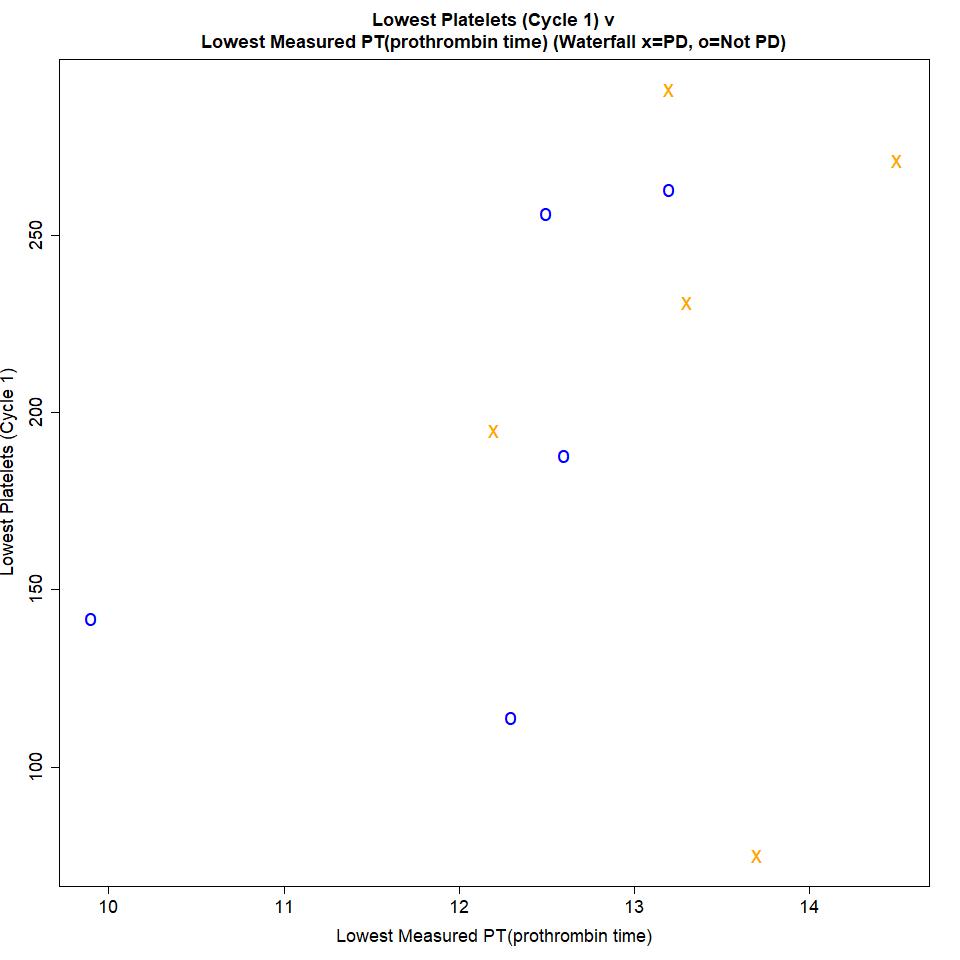 Lowest Platelets (Cycle 1) v
Lowest Measured PT(prothrombin time) (Waterfall x=PD, o=Not PD)
Lowest Platelets (Cycle 1)
250
200
150
100
X
X
O
O
X
X
O
O
O
X
10 11 12 13 14
Lowest Measured PT(prothrombin time)